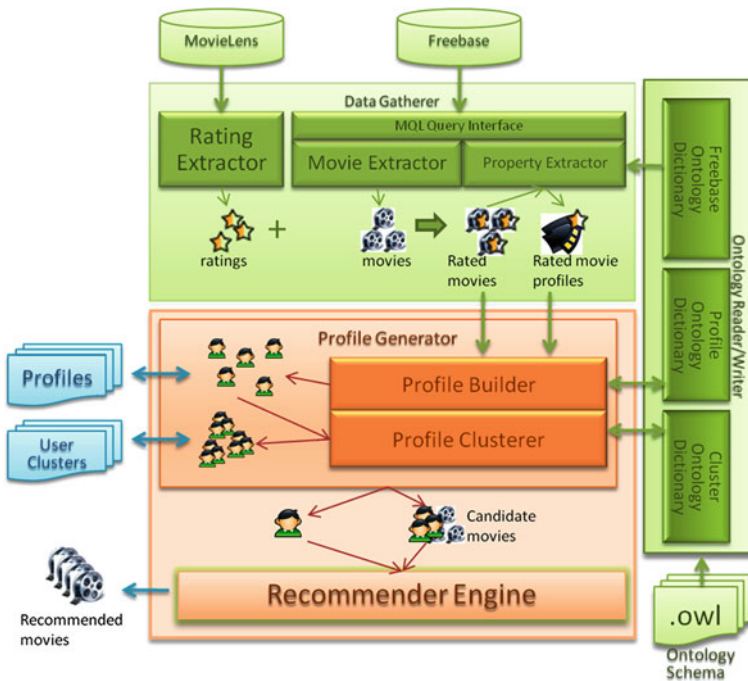 MovieLens
Freebase
Data Gatherer
Rating
Extractor
MQL Query Interface
Movie Extractor
Property Extractor
ratings
+
movies
Rated
movies
Rated movie
profiles
Freebase
Ontology
Dictionary
Profile
Ontology
Dictionary
Cluster
Ontology
Dictionary
Ontology Reader/Writer
Profile Generator
Profile Builder
Profile Clusterer
Profiles
User
Clusters
Candidate
movies
Recommender Engine
Recommended
movies
.owl
Ontology
Schema